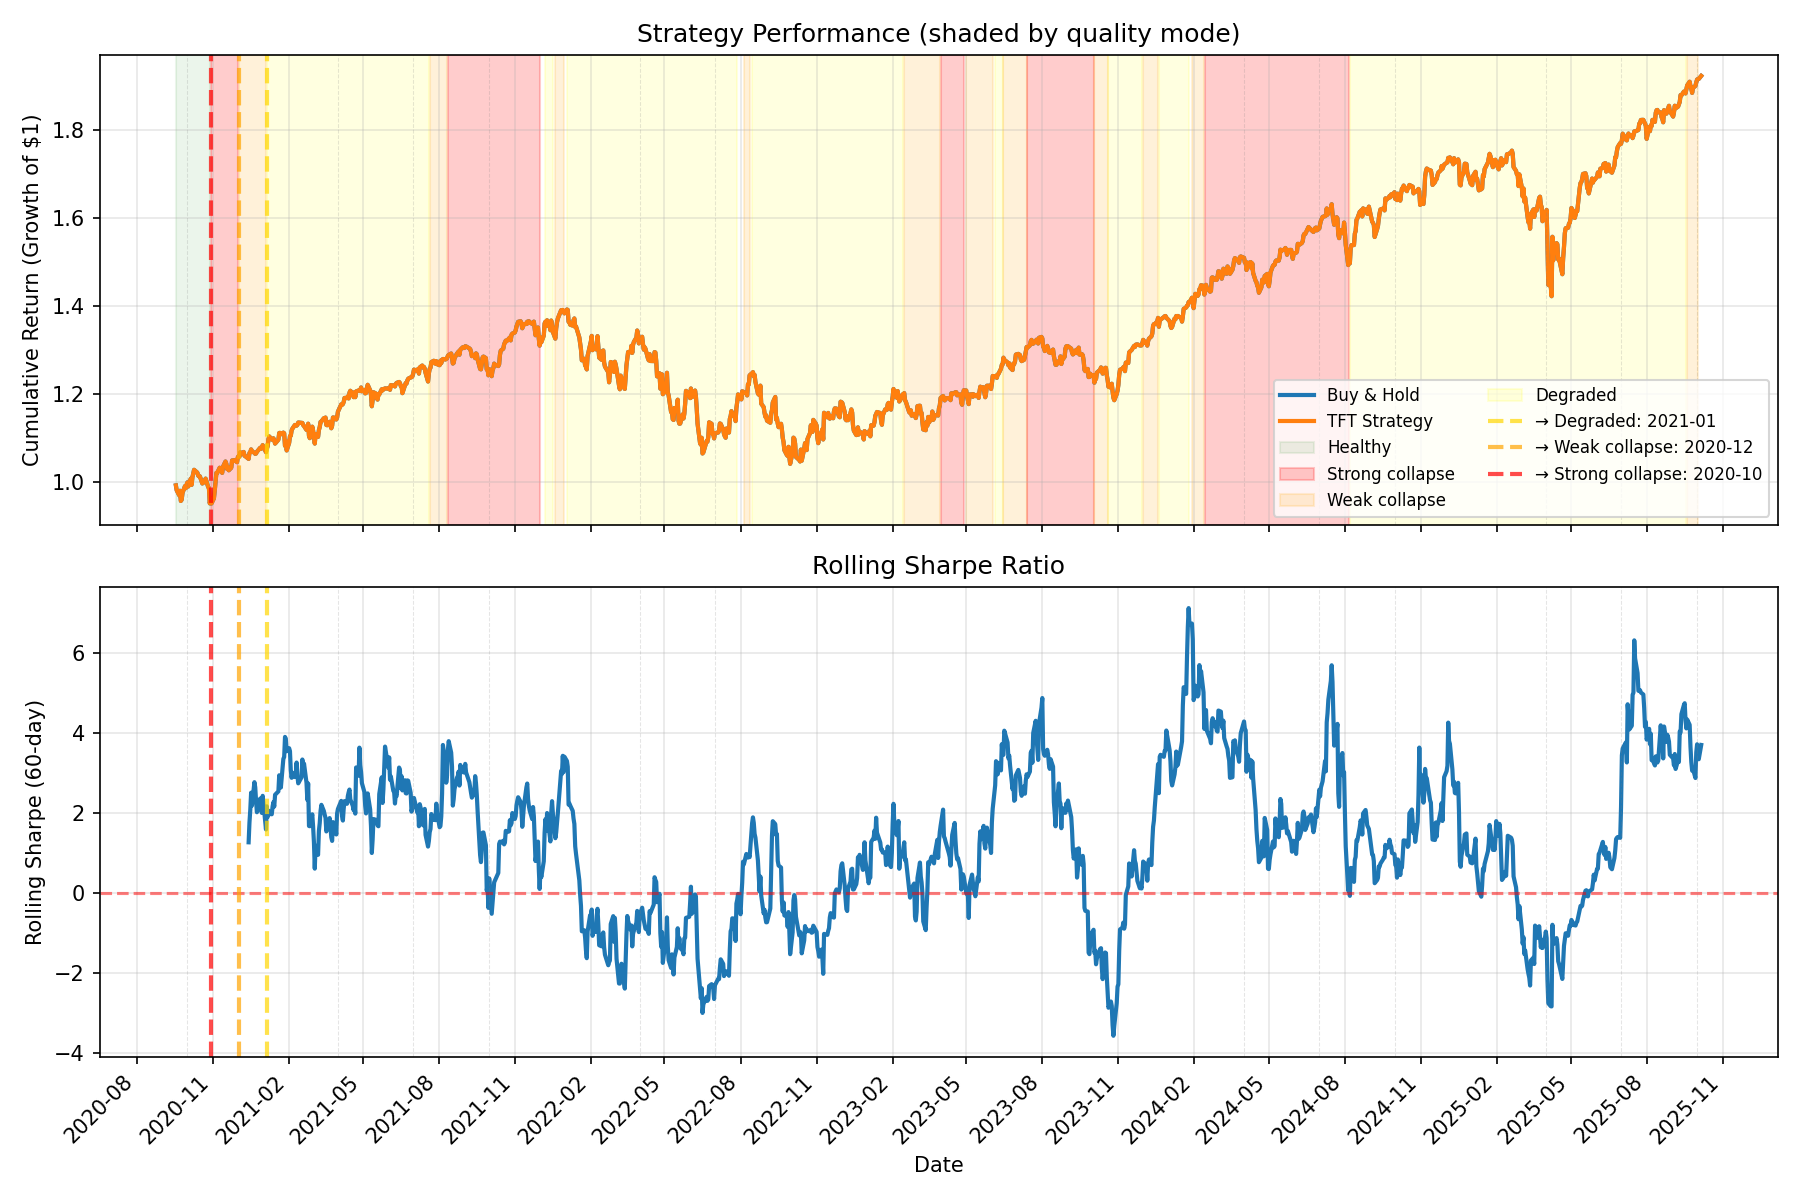 Strategy Performance (shaded by quality mode)
Cumulative Return (Growth of $1)
1.8
1.6
1.4
1.2
1.0
Buy & Hold
TFT Strategy
Healthy
Strong collapse
Weak collapse
Degraded
→ Degraded: 2021-01
→ Weak collapse: 2020-12
→ Strong collapse: 2020-10
Rolling Sharpe Ratio
Rolling Sharpe (60-day)
6
4
2
0
−2
−4
2020-08
2020-11
2021-02
2021-05
2021-08
2021-11
2022-02
2022-05
2022-08
2022-11
2023-02
2023-05
2023-08
2023-11
2024-02
2024-05
2024-08
2024-11
2025-02
2025-05
2025-08
2025-11
Date